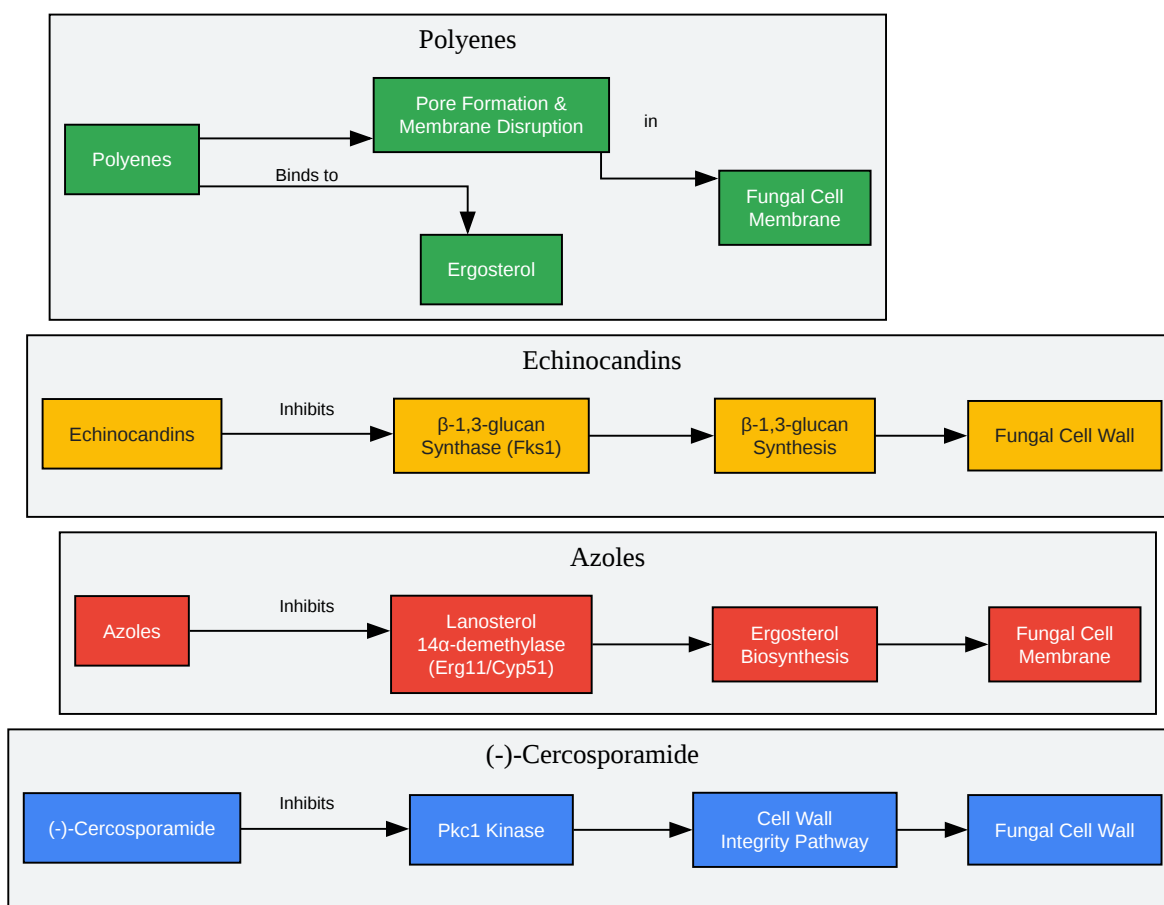 Polyenes
Pore Formation &
Membrane Disruption
in
Polyenes
Binds to
Fungal Cell
Membrane
Ergosterol
Echinocandins
Echinocandins
Inhibits
β-1,3-glucan
Synthase (Fks1)
β-1,3-glucan
Synthesis
Fungal Cell Wall
Azoles
Azoles
Inhibits
Lanosterol
14α-demethylase
(Erg11/Cyp51)
Ergosterol
Biosynthesis
Fungal Cell
Membrane
(-)-Cercosporamide
(-)-Cercosporamide
Inhibits
Pkc1 Kinase
Cell Wall
Integrity Pathway
Fungal Cell Wall